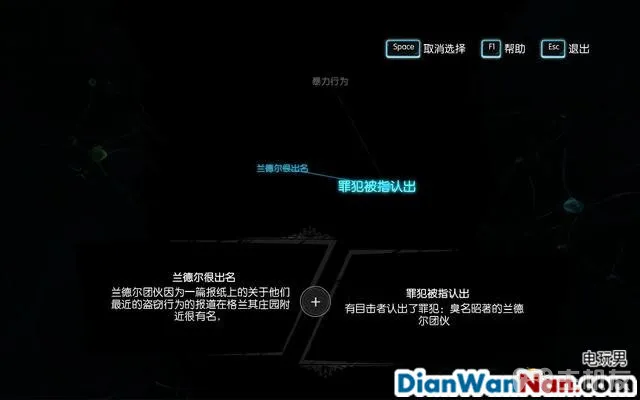 Space 取消选择 F1 帮助 Esc 退出
暴力行为
兰德尔很出名
罪犯被指认出
兰德尔很出名
兰德尔团伙因为一篇报纸上的关于他们
最近的盗窃行为的报道在格兰其庄园附
近很有名。
罪犯被指认出
有目击者认出了罪犯：臭名昭著的兰德
尔团伙
电玩男
DianWanNan.com